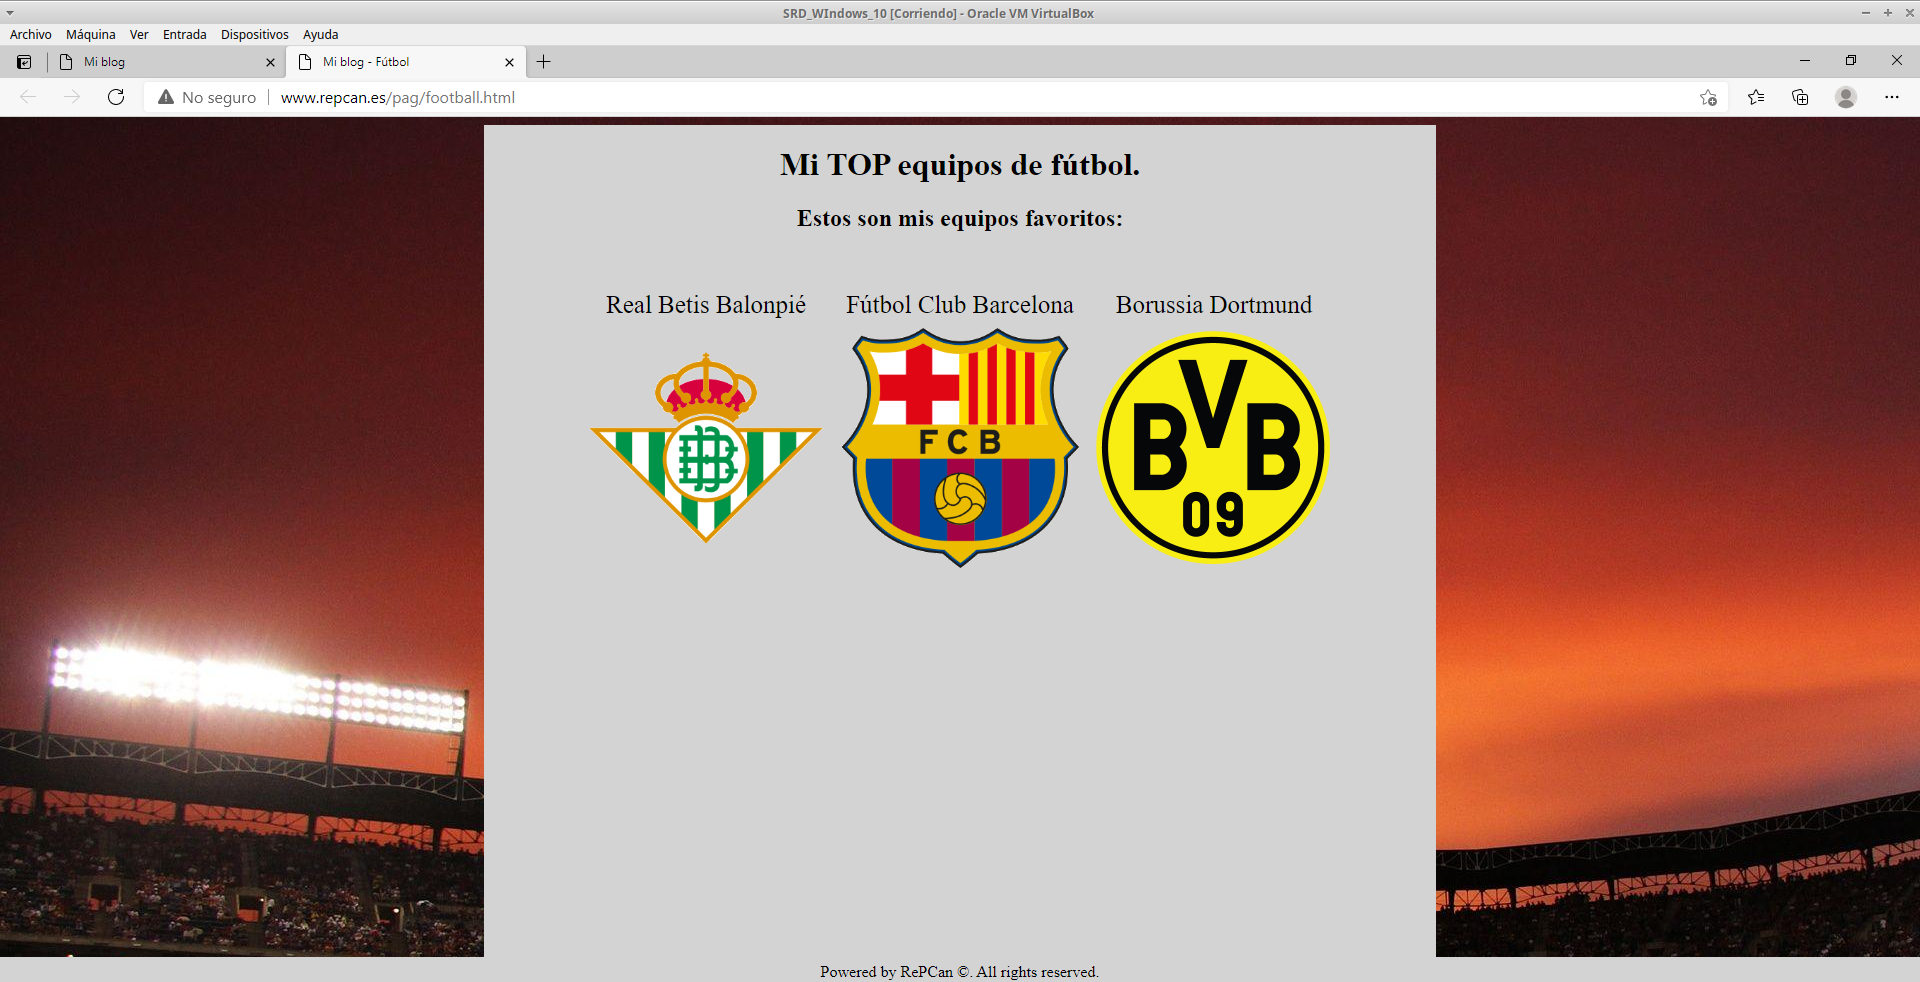 SRD_WIndows_10 [Corriendo] - Oracle VM VirtualBox
Archivo Máquina Ver Entrada Dispositivos Ayuda
Mi blog Mi blog - Fútbol
No seguro www.repcan.es/pag/football.html
Mi TOP equipos de fútbol.
Estos son mis equipos favoritos:
Real Betis Balonpié Fútbol Club Barcelona Borussia Dortmund
FCB
BVB
09
Powered by RePCan ©. All rights reserved.